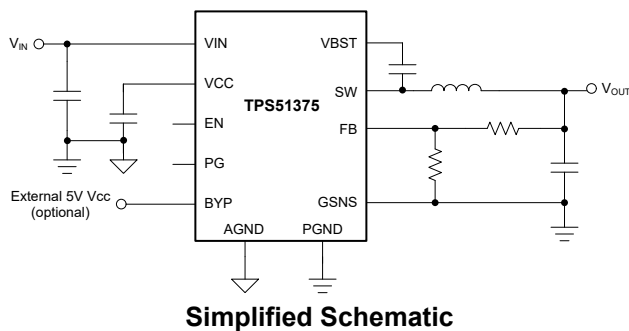 VIN
VIN
VCC
EN
PG
External 5V Vcc
(optional)
BYP
TPS51375
VBST
SW
FB
GSNS
VOUT
AGND
PGND
Simplified Schematic